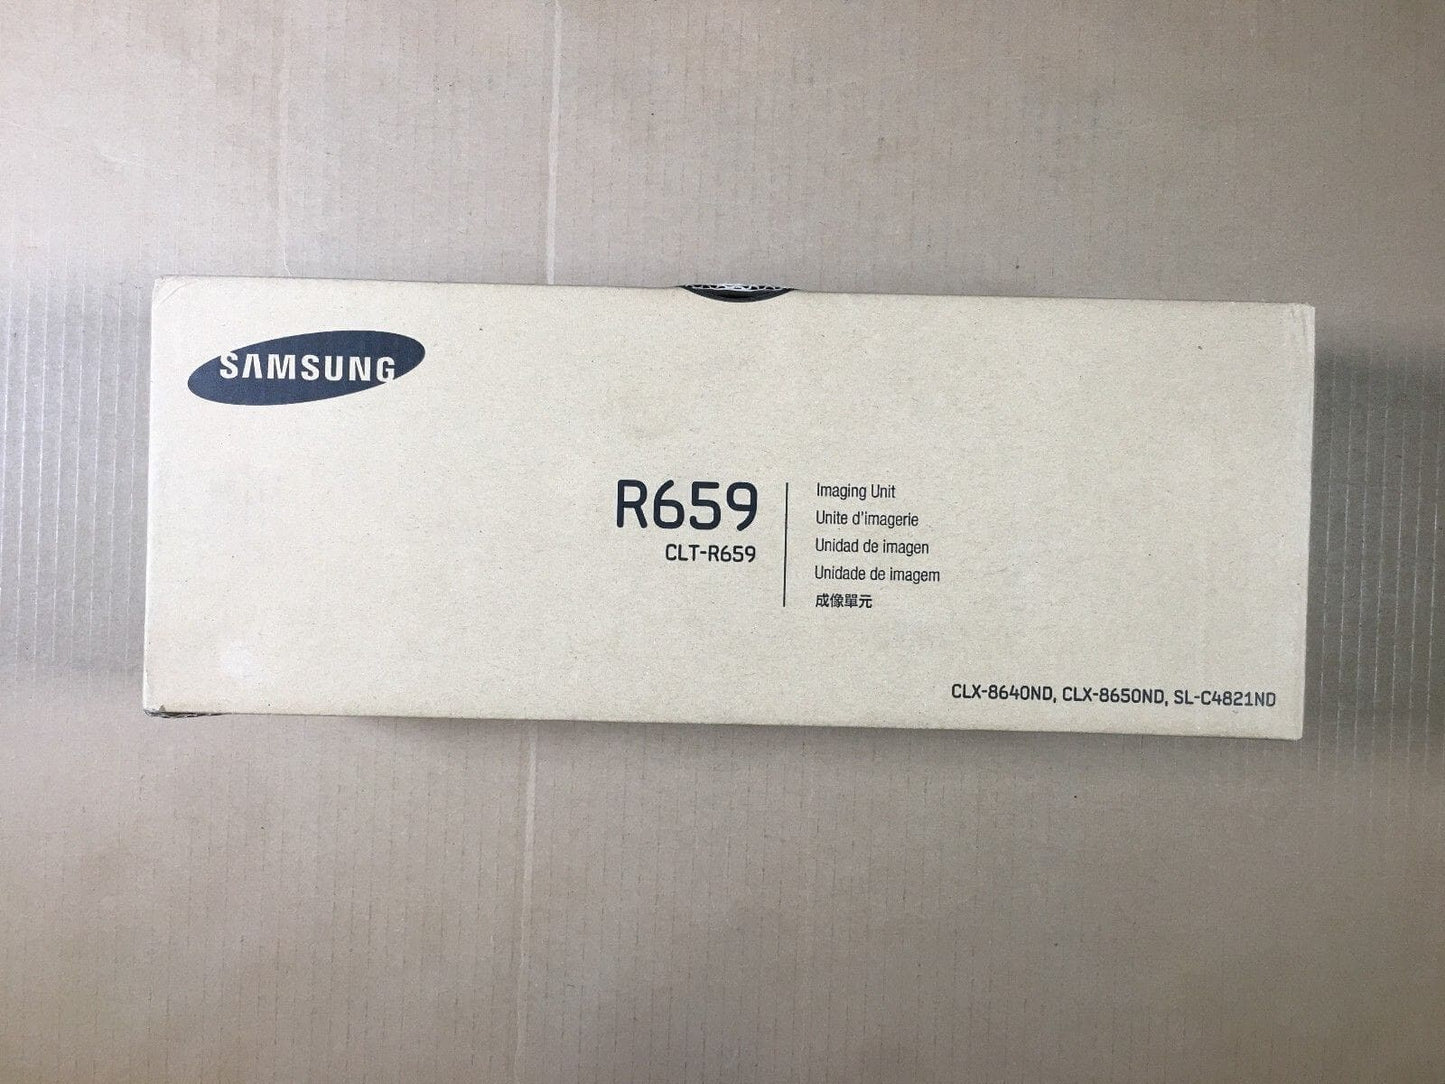 SAMSUNG
R659
CLT-R659
Imaging Unit
Unite d'imagerie
Unidad de imagen
Unidade de imagem
成像單元
CLX-8640ND, CLX-8650ND, SL-C4821ND